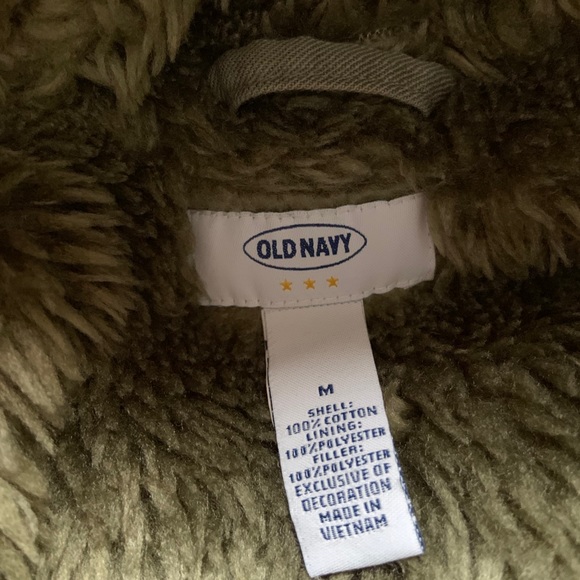 OLD NAVY
M
SHELL:
100% COTTON
LINING:
100% POLYESTER
FILLER:
100% POLYESTER
EXCLUSIVE OF
DECORATION
MADE IN
VIETNAM